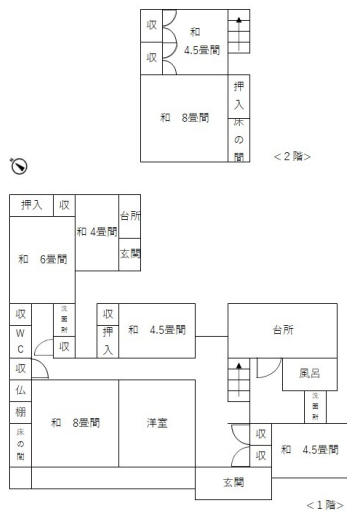 収
和
4.5畳間
収
和 8畳間
押入
床の間
<2階>
押入
収
和 4畳間
台所
和 6畳間
玄関
収
洗面所
収
和 4.5畳間
台所
WC
収
押入
収
風呂
仏
棚
和 8畳間
洋室
洗面所
床の間
収
和 4.5畳間
収
玄関
<1階>